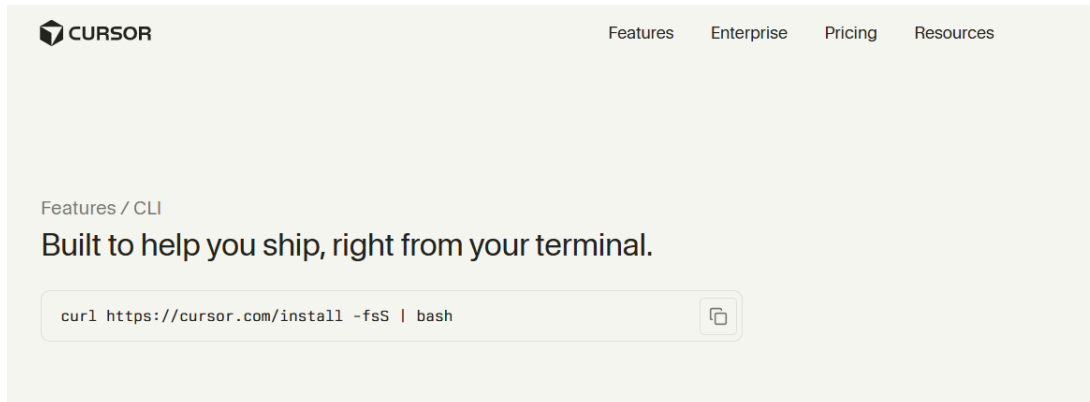 CURSOR
Features Enterprise Pricing Resources
Features / CLI
Built to help you ship, right from your terminal.
curl https://cursor.com/install -fsS | bash